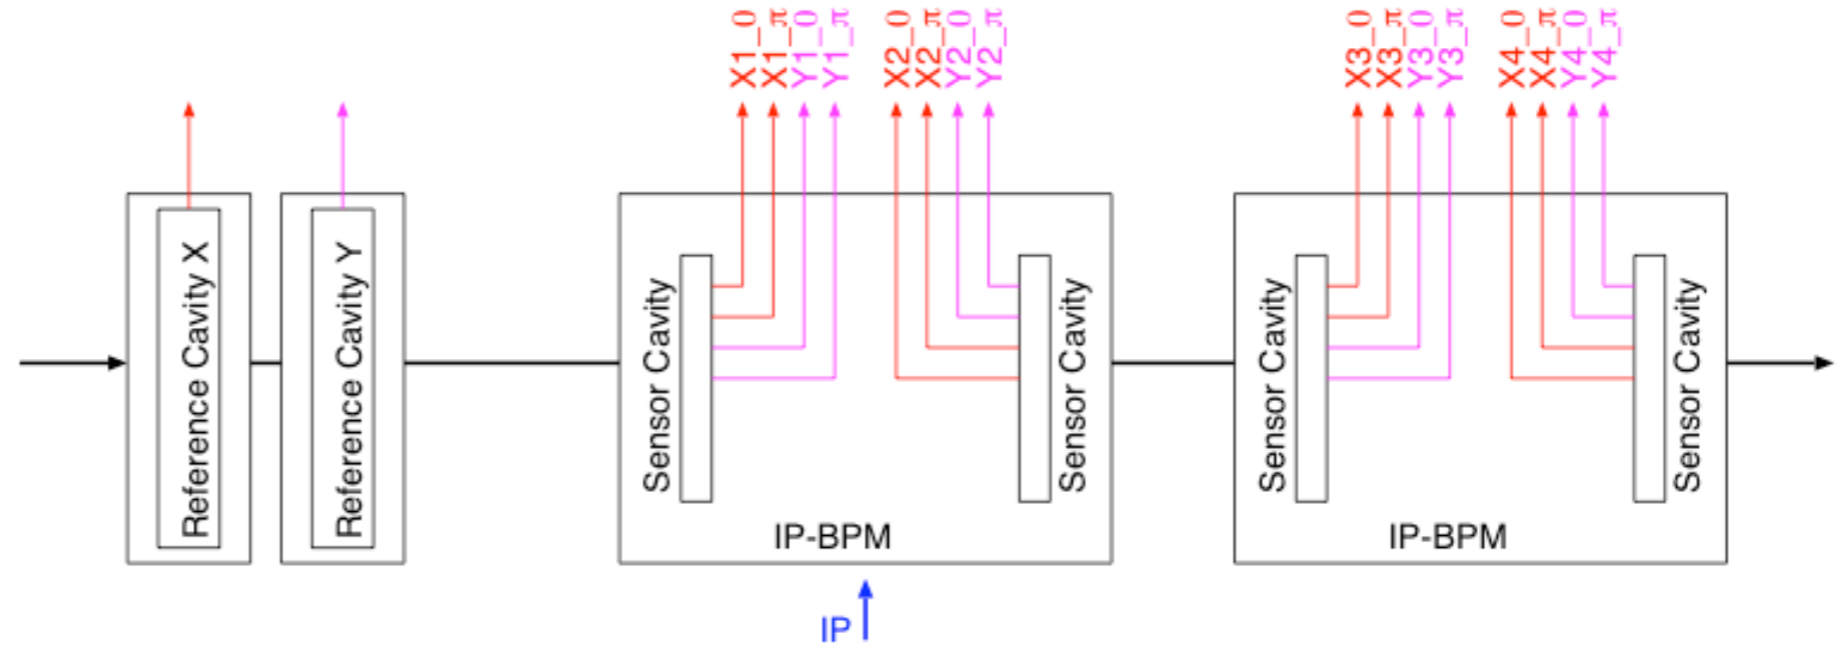 X1_0
X1_π
Y1_0
Y1_π
X2_0
X2_π
Y2_0
Y2_π
X3_0
X3_π
Y3_0
Y3_π
X4_0
X4_π
Y4_0
Y4_π
Reference Cavity X
Reference Cavity Y
Sensor Cavity
Sensor Cavity
Sensor Cavity
Sensor Cavity
IP-BPM
IP-BPM
IP